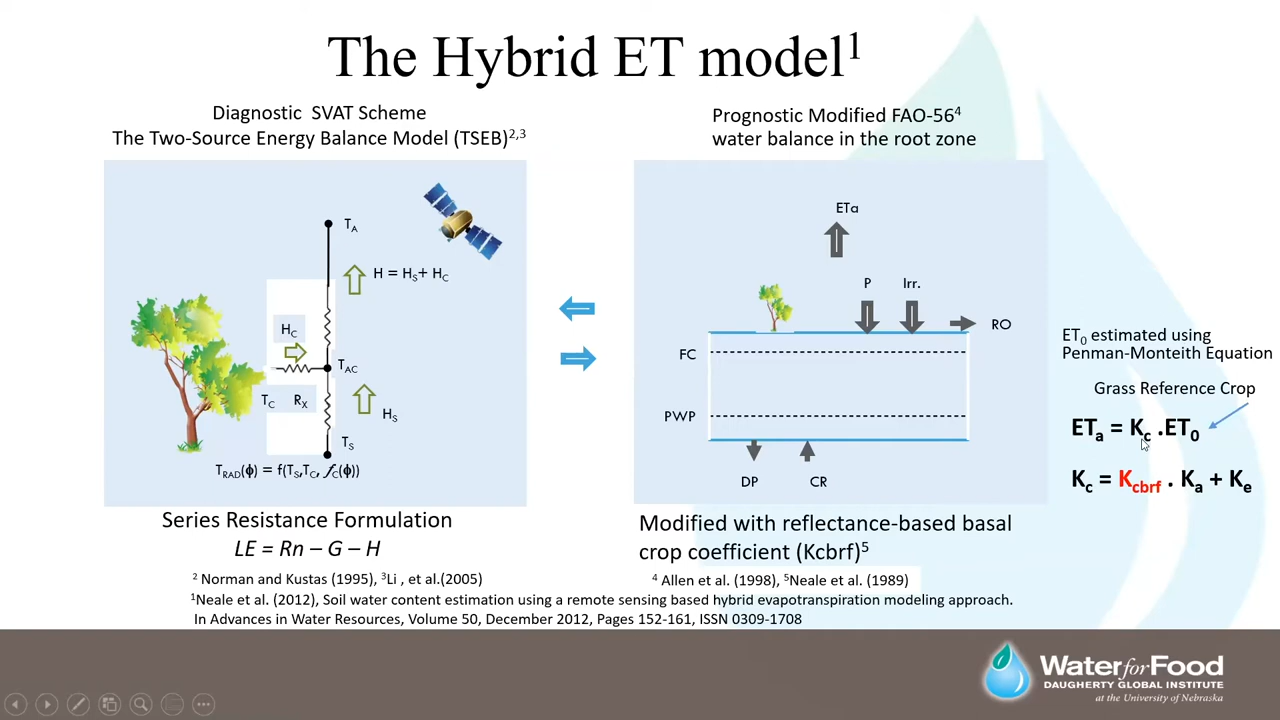 The Hybrid ET model1
Diagnostic SVAT Scheme
The Two-Source Energy Balance Model (TSEB)2,3
Prognostic Modified FAO-564
water balance in the root zone
TA
H = HS+ HC
HC
TAC
TC RX
HS
TS
TRAD(ϕ) = f(TS,TC, fC(ϕ))
ETa
P Irr.
RO
FC
PWP
DP CR
ET0 estimated using
Penman-Monteith Equation
Grass Reference Crop
ETa = Kc .ET0
Kc = Kcbrf . Ka + Ke
Series Resistance Formulation
LE = Rn – G – H
Modified with reflectance-based basal
crop coefficient (Kcbrf)5
2 Norman and Kustas (1995), 3Li , et al.(2005)
4 Allen et al. (1998), 5Neale et al. (1989)
1Neale et al. (2012), Soil water content estimation using a remote sensing based hybrid evapotranspiration modeling approach.
In Advances in Water Resources, Volume 50, December 2012, Pages 152-161, ISSN 0309-1708
Water for Food
DAUGHERTY GLOBAL INSTITUTE
at the University of Nebraska